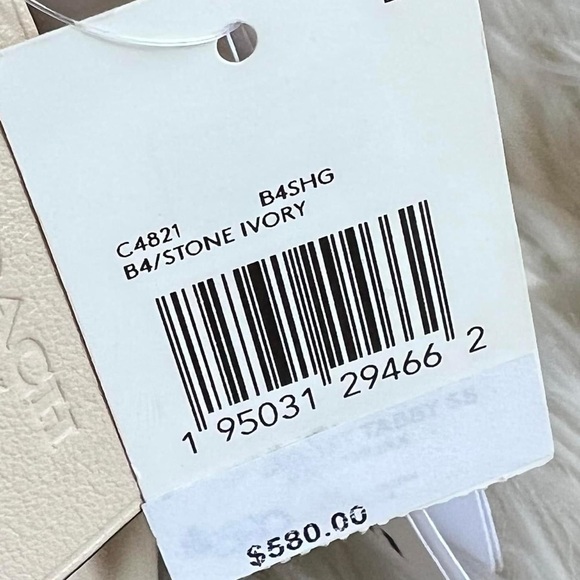 C4821 B4SHG
B4/STONE IVORY
1 95031 29466 2
TABBY
$580.00